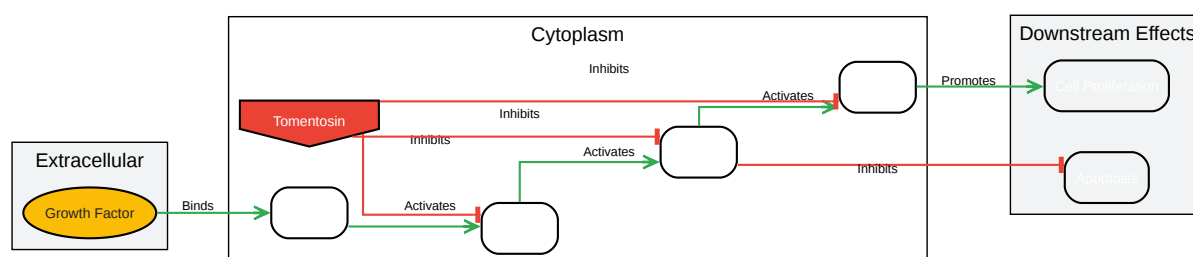 Cytoplasm
Downstream Effects
Inhibits
Promotes
Cell Proliferation
Activates
Tomentosin
Inhibits
Inhibits
Activates
Extracellular
Inhibits
Apoptosis
Growth Factor
Binds
Activates